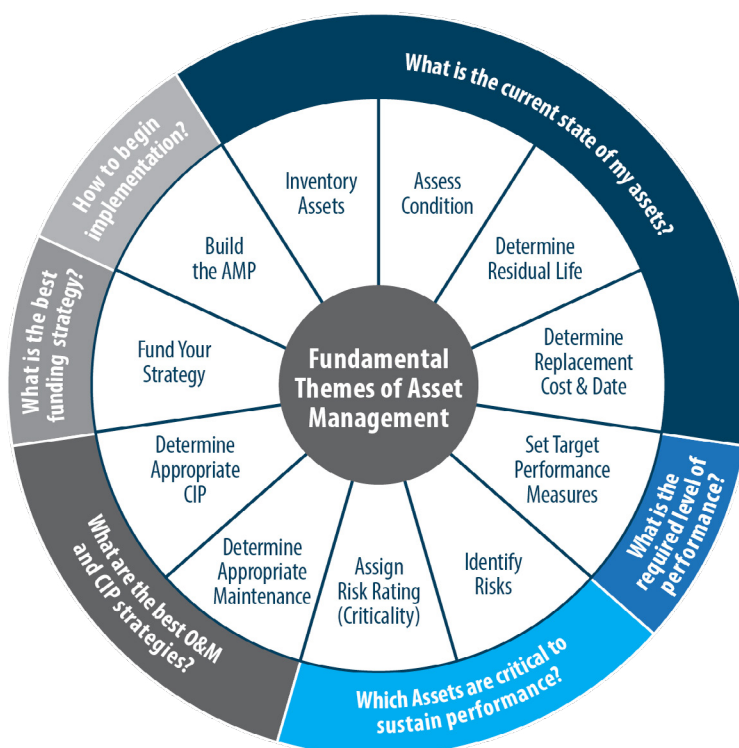 Fundamental
Themes of Asset
Management
What is the current state of my assets?
Inventory
Assets
Assess
Condition
Determine
Residual Life
Determine
Replacement
Cost & Date
What is the
required level of
performance?
Set Target
Performance
Measures
Which Assets are critical to
sustain performance?
Identify
Risks
Assign
Risk Rating
(Criticality)
What are the best O&M
and CIP strategies?
Determine
Appropriate
Maintenance
Determine
Appropriate
CIP
What is the best
funding strategy?
Fund Your
Strategy
How to begin
implementation?
Build
the AMP